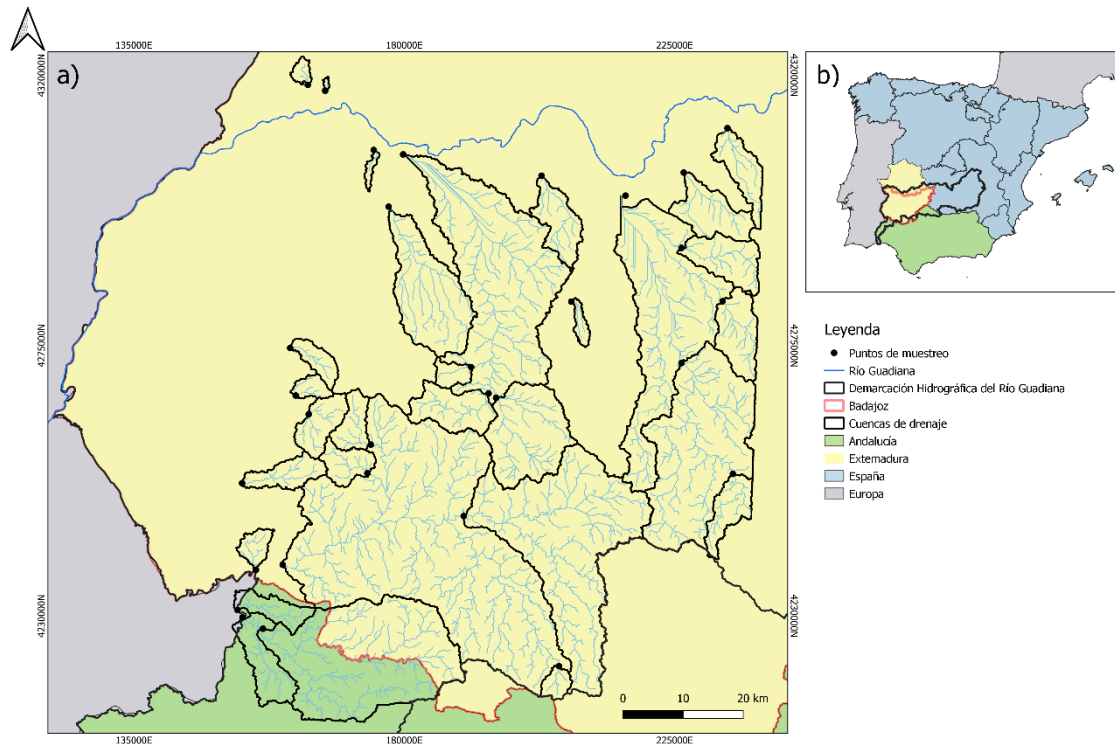 135000E 180000E 225000E
a)
4320000N
4275000N
4230000N
4320000N
4275000N
4230000N
0 10 20 km
135000E 180000E 225000E
b)
Leyenda
Puntos de muestreo
Río Guadiana
Demarcación Hidrográfica del Río Guadiana
Badajoz
Cuencas de drenaje
Andalucía
Extremadura
España
Europa